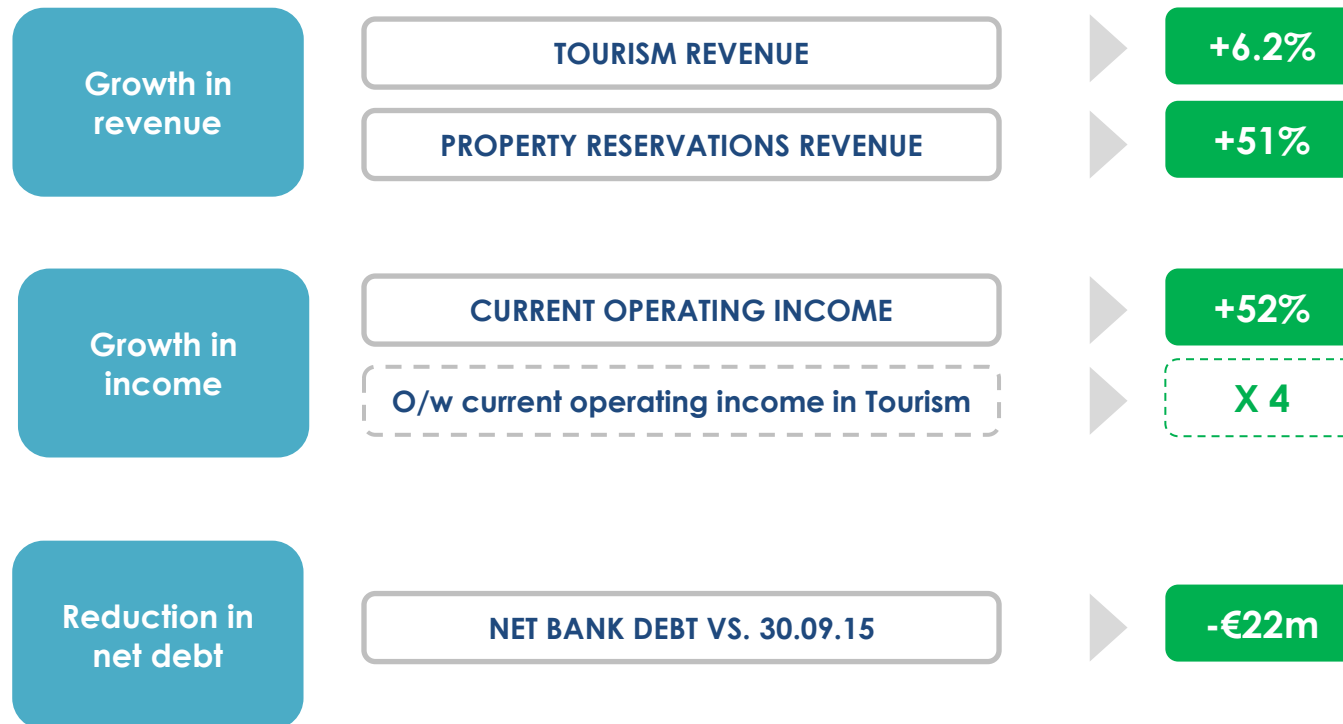 Growth in
revenue
TOURISM REVENUE
+6.2%
PROPERTY RESERVATIONS REVENUE
+51%
Growth in
income
CURRENT OPERATING INCOME
+52%
O/w current operating income in Tourism
X 4
Reduction in
net debt
NET BANK DEBT VS. 30.09.15
-€22m